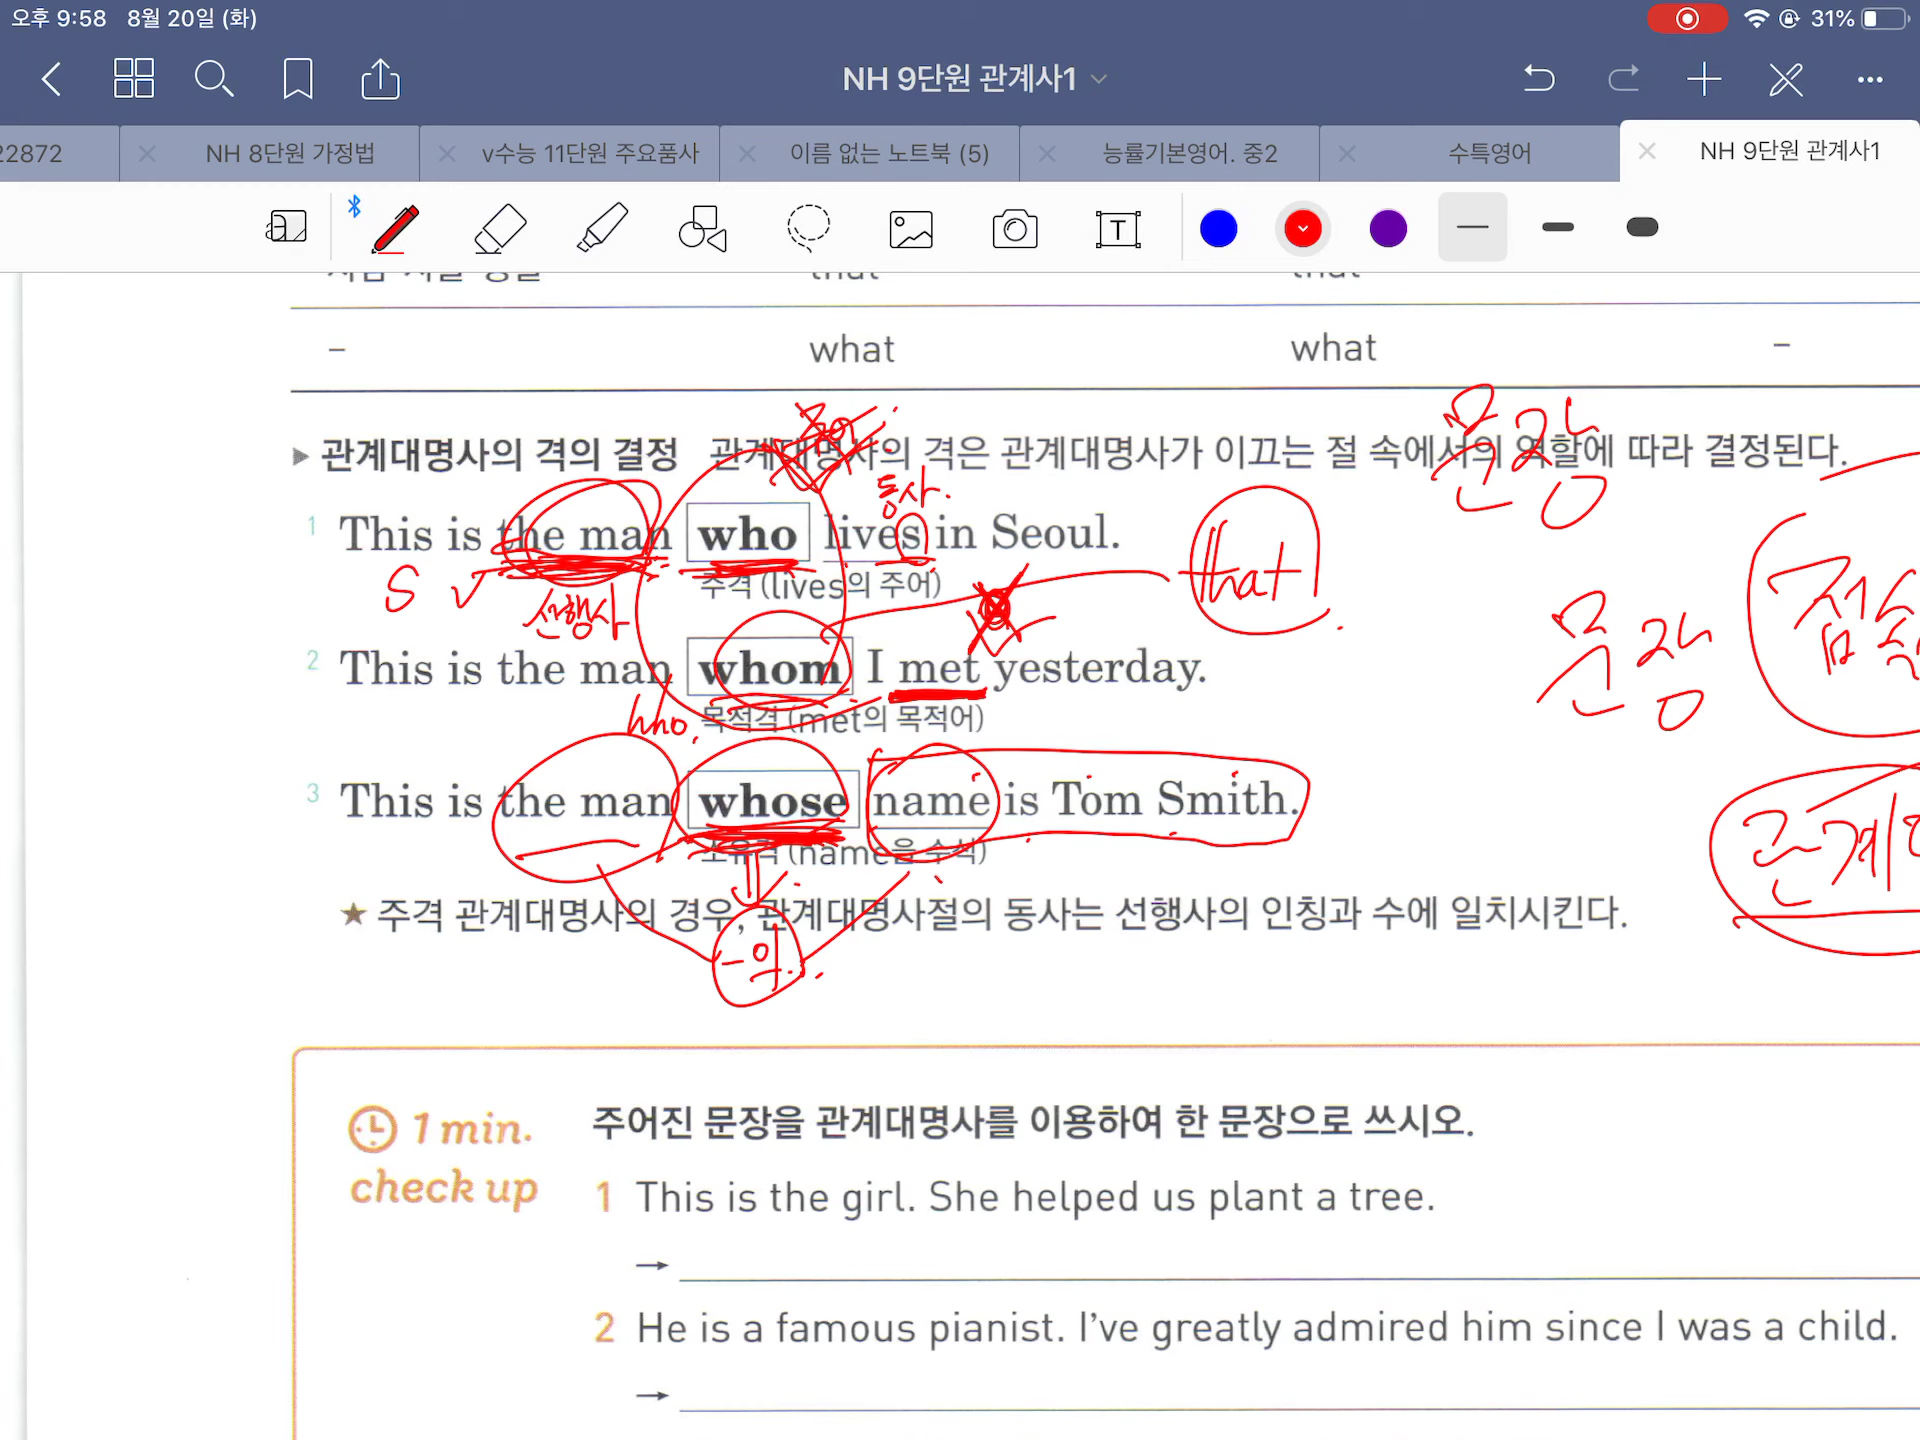 오후 9:58 8월 20일 (화) 31%
NH 9단원 관계사1
22872 NH 8단원 가정법 v수능 11단원 주요품사 이름 없는 노트북 (5) 능률기본영어. 중2 수특영어 NH 9단원 관계사1
T
that that
– what what –
▶ 관계대명사의 격의 결정 관계대명사의 격은 관계대명사가 이끄는 절 속에서의 역할에 따라 결정된다.
문장
동사.
1 This is the man who lives in Seoul.
that
주격 (lives의 주어)
S V 선행사
문장
2 This is the man whom I met yesterday.
who, 목적격 (met의 목적어)
3 This is the man whose name is Tom Smith.
소유격 (name을 수식)
★ 주격 관계대명사의 경우, 관계대명사절의 동사는 선행사의 인칭과 수에 일치시킨다.
-의
1 min. check up
주어진 문장을 관계대명사를 이용하여 한 문장으로 쓰시오.
1 This is the girl. She helped us plant a tree.
→
2 He is a famous pianist. I've greatly admired him since I was a child.
→